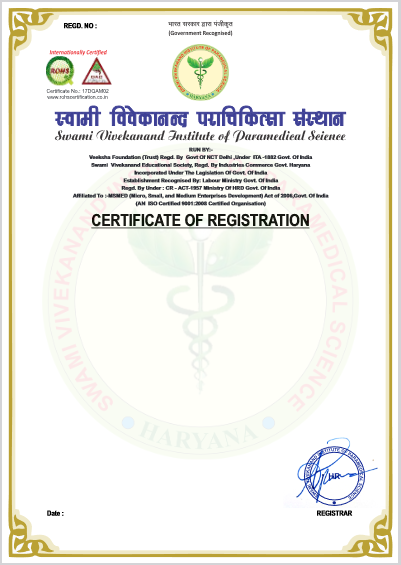 REGD. NO :
भारत सरकार द्वारा पंजीकृत
(Government Recognised)
Internationally Certified
ROHS
Certificate No.: 17DGAM02
www.rohscertification.co.in
स्वामी विवेकानन्द पराचिकित्सा संस्थान
Swami Vivekanand Institute of Paramedical Science
RUN BY:-
Veeksha Foundation (Trust) Regd. By Govt Of NCT Delhi ,Under ITA -1882 Govt. Of India
Swami Vivekanand Educational Society, Regd. By Industries Commerce Govt. Haryana
Incorporated Under The Lagislation Of Govt. Of India
Establishment Recognised By: Labour Ministry Govt. Of India
Regd. By Under : CR - ACT-1957 Ministry Of HRD Govt. Of India
Affiliated To :-MSMED (Micro, Small, and Medium Enterprises Development) Act of 2006,Govt. Of India
(AN ISO Certified 9001:2008 Certified Organisation)
CERTIFICATE OF REGISTRATION
SWAMI VIVEKANAND INSTITUTE OF PARAMEDICAL SCIENCE
HARYANA
Date :
REGISTRAR